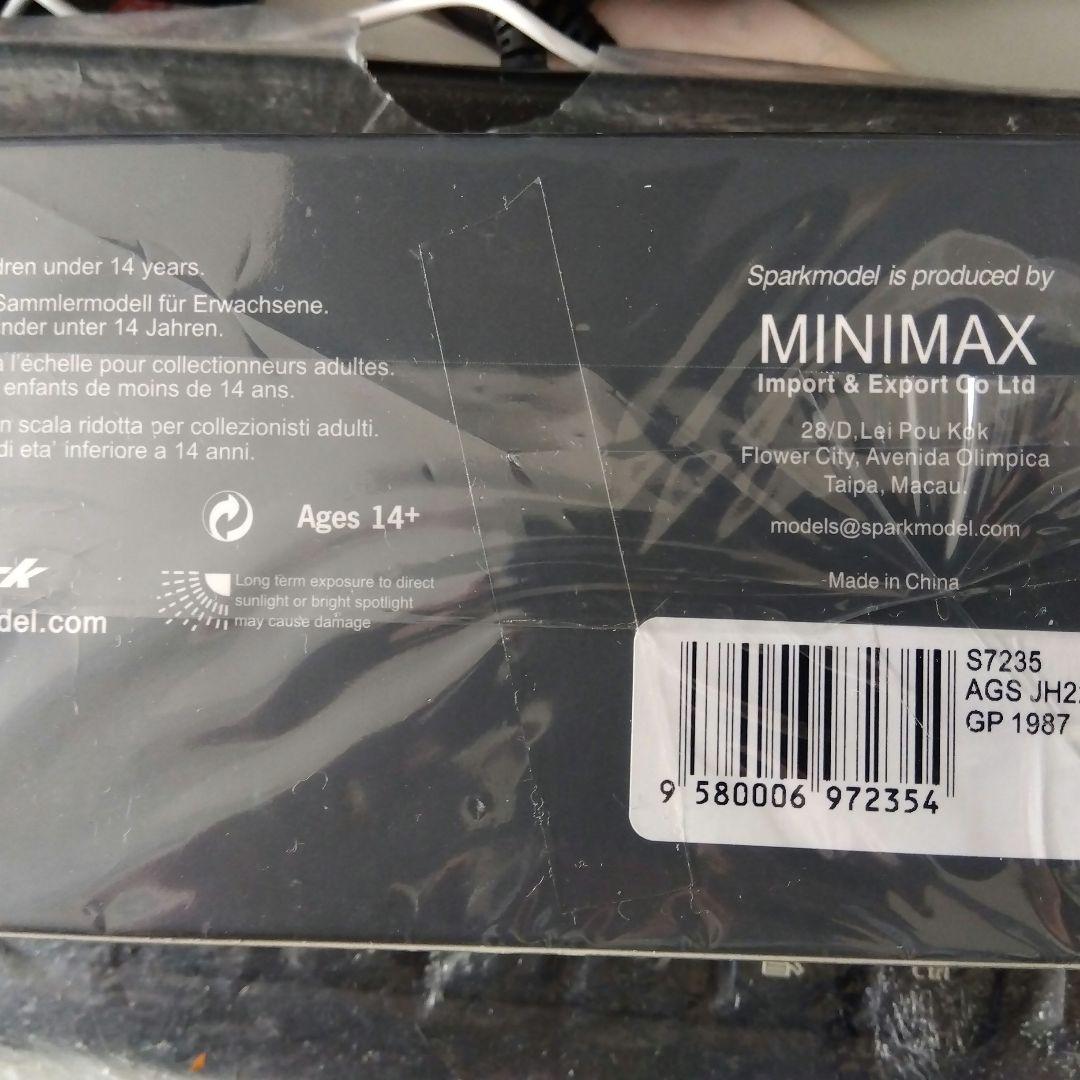 dren under 14 years.
Sammlermodell für Erwachsene.
nder unter 14 Jahren.
l'échelle pour collectionneurs adultes.
enfants de moins de 14 ans.
n scala ridotta per collezionisti adulti.
di eta' inferiore a 14 anni.
Ages 14+
Long term exposure to direct
sunlight or bright spotlight
may cause damage
rk
del.com
Sparkmodel is produced by
MINIMAX
Import & Export Co Ltd
28/D,Lei Pou Kok
Flower City, Avenida Olimpica
Taipa, Macau.
models@sparkmodel.com
Made in China
S7235
AGS JH22
GP 1987
9 580006 972354